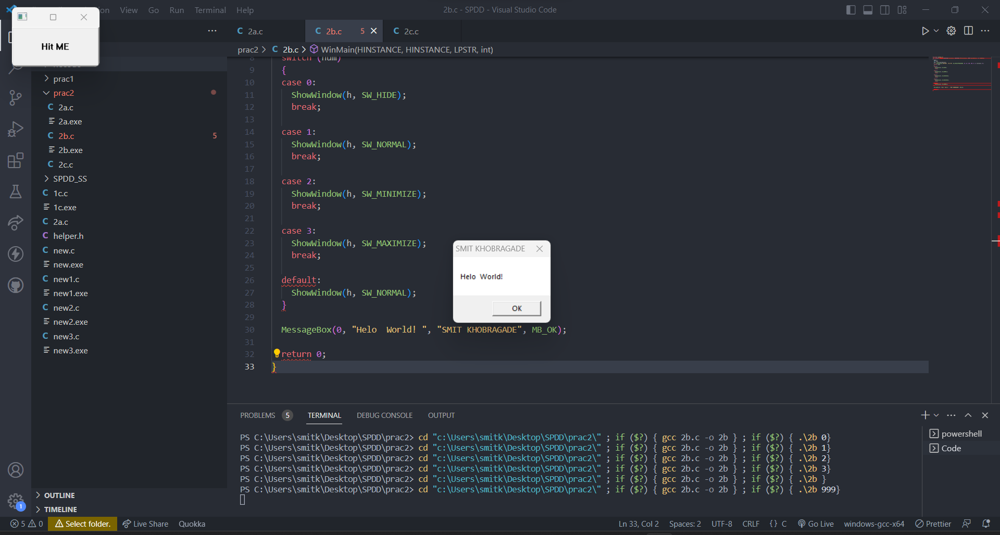 View Go Run Terminal Help
2b.c - SPDD - Visual Studio Code
Hit ME
2a.c
2b.c 5
2c.c
prac2 > 2b.c > WinMain(HINSTANCE, HINSTANCE, LPSTR, int)
prac1
prac2
2a.c
2a.exe
2b.c 5
2b.exe
2c.c
SPDD_SS
1c.c
1c.exe
2a.c
helper.h
new.c
new.exe
new1.c
new1.exe
new2.c
new2.exe
new3.c
new3.exe
OUTLINE
TIMELINE
8 switch (num)
9 {
10 case 0:
11 ShowWindow(h, SW_HIDE);
12 break;
13
14 case 1:
15 ShowWindow(h, SW_NORMAL);
16 break;
17
18 case 2:
19 ShowWindow(h, SW_MINIMIZE);
20 break;
21
22 case 3:
23 ShowWindow(h, SW_MAXIMIZE);
24 break;
25
26 default:
27 ShowWindow(h, SW_NORMAL);
28 }
29
30 MessageBox(0, "Helo  World! ", "SMIT KHOBRAGADE", MB_OK);
31
32 return 0;
33 }
SMIT KHOBRAGADE
Helo  World!
OK
PROBLEMS 5 TERMINAL DEBUG CONSOLE OUTPUT
PS C:\Users\smitk\Desktop\SPDD\prac2> cd "c:\Users\smitk\Desktop\SPDD\prac2\" ; if ($?) { gcc 2b.c -o 2b } ; if ($?) { .\2b 0}
PS C:\Users\smitk\Desktop\SPDD\prac2> cd "c:\Users\smitk\Desktop\SPDD\prac2\" ; if ($?) { gcc 2b.c -o 2b } ; if ($?) { .\2b 1}
PS C:\Users\smitk\Desktop\SPDD\prac2> cd "c:\Users\smitk\Desktop\SPDD\prac2\" ; if ($?) { gcc 2b.c -o 2b } ; if ($?) { .\2b 2}
PS C:\Users\smitk\Desktop\SPDD\prac2> cd "c:\Users\smitk\Desktop\SPDD\prac2\" ; if ($?) { gcc 2b.c -o 2b } ; if ($?) { .\2b 3}
PS C:\Users\smitk\Desktop\SPDD\prac2> cd "c:\Users\smitk\Desktop\SPDD\prac2\" ; if ($?) { gcc 2b.c -o 2b } ; if ($?) { .\2b }
PS C:\Users\smitk\Desktop\SPDD\prac2> cd "c:\Users\smitk\Desktop\SPDD\prac2\" ; if ($?) { gcc 2b.c -o 2b } ; if ($?) { .\2b 999}
powershell
Code
1
5 0 Select folder. Live Share Quokka
Ln 33, Col 2 Spaces: 2 UTF-8 CRLF {} C Go Live windows-gcc-x64 Prettier